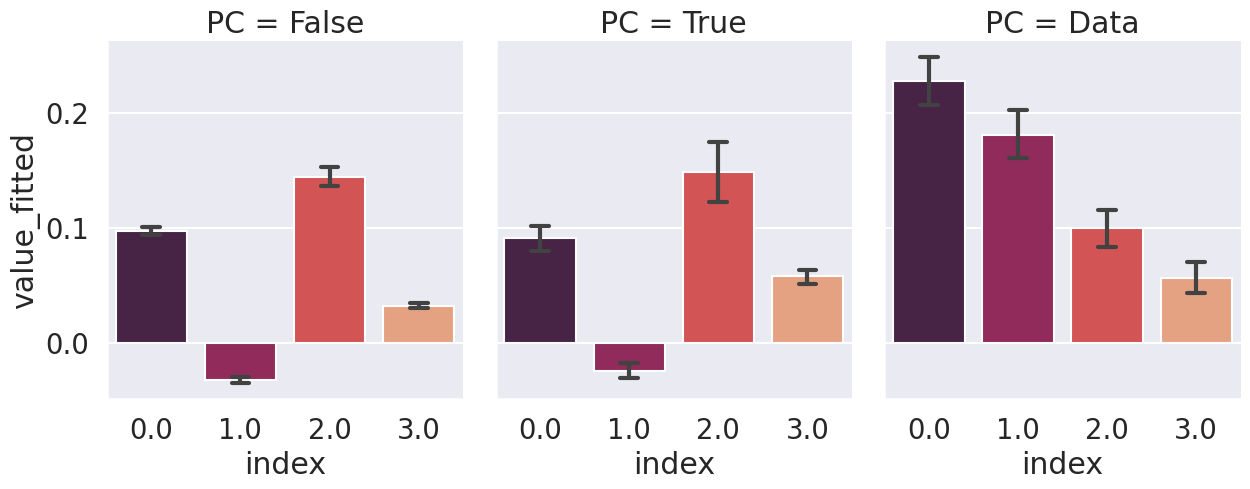 PC = False
PC = True
PC = Data
value_fitted
0.2
0.1
0.0
0.0 1.0 2.0 3.0
0.0 1.0 2.0 3.0
0.0 1.0 2.0 3.0
index
index
index